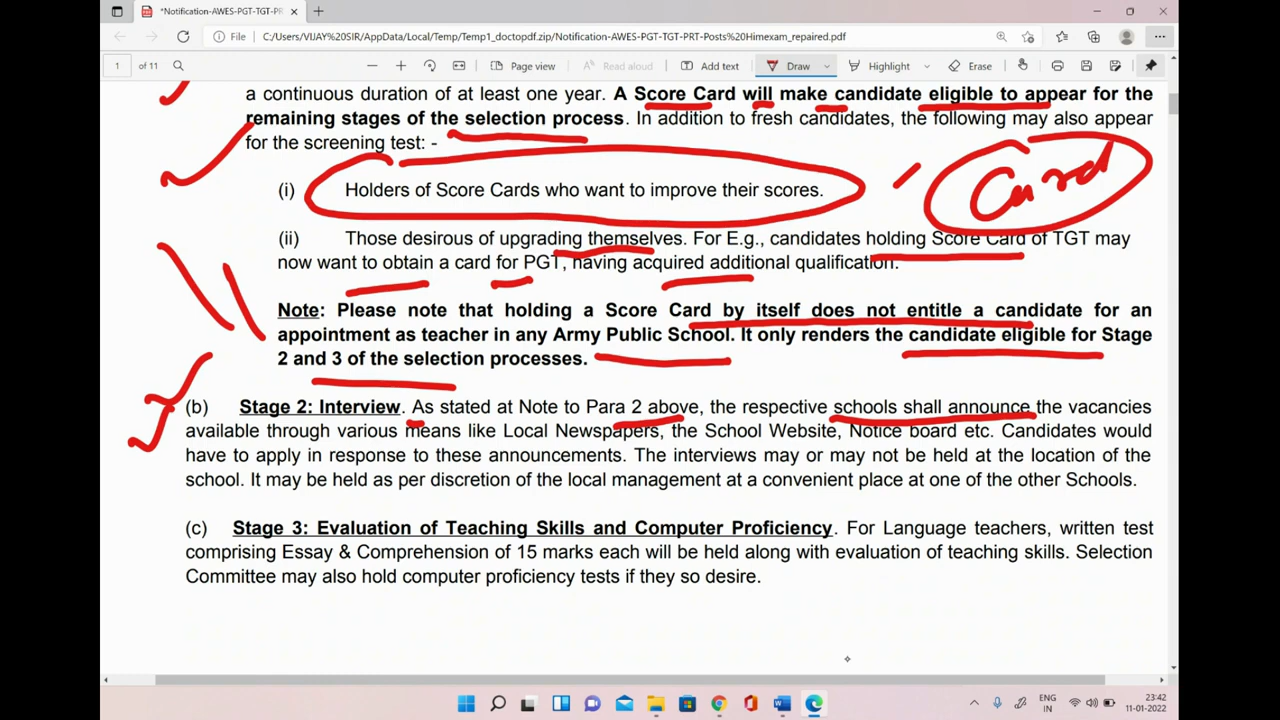 *Notification-AWES-PGT-TGT-PRT-
File C:/Users/VIJAY%20SIR/AppData/Local/Temp/Temp1_doctopdf.zip/Notification-AWES-PGT-TGT-PRT-Posts%20Himexam_repaired.pdf
1 of 11 Page view Read aloud Add text Draw Highlight Erase
a continuous duration of at least one year. A Score Card will make candidate eligible to appear for the
remaining stages of the selection process. In addition to fresh candidates, the following may also appear
for the screening test: -
Card
(i) Holders of Score Cards who want to improve their scores.
(ii) Those desirous of upgrading themselves. For E.g., candidates holding Score Card of TGT may
now want to obtain a card for PGT, having acquired additional qualification.
Note: Please note that holding a Score Card by itself does not entitle a candidate for an
appointment as teacher in any Army Public School. It only renders the candidate eligible for Stage
2 and 3 of the selection processes.
(b) Stage 2: Interview. As stated at Note to Para 2 above, the respective schools shall announce the vacancies
available through various means like Local Newspapers, the School Website, Notice board etc. Candidates would
have to apply in response to these announcements. The interviews may or may not be held at the location of the
school. It may be held as per discretion of the local management at a convenient place at one of the other Schools.
(c) Stage 3: Evaluation of Teaching Skills and Computer Proficiency. For Language teachers, written test
comprising Essay & Comprehension of 15 marks each will be held along with evaluation of teaching skills. Selection
Committee may also hold computer proficiency tests if they so desire.
ENG
IN
23:42
11-01-2022